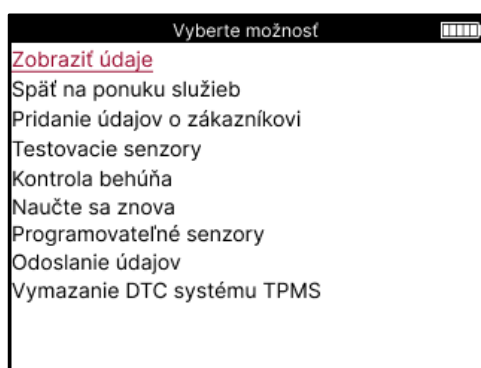 Vyberte možnosť
Zobraziť údaje
Späť na ponuku služieb
Pridanie údajov o zákazníkovi
Testovacie senzory
Kontrola behúňa
Naučte sa znova
Programovateľné senzory
Odoslanie údajov
Vymazanie DTC systému TPMS